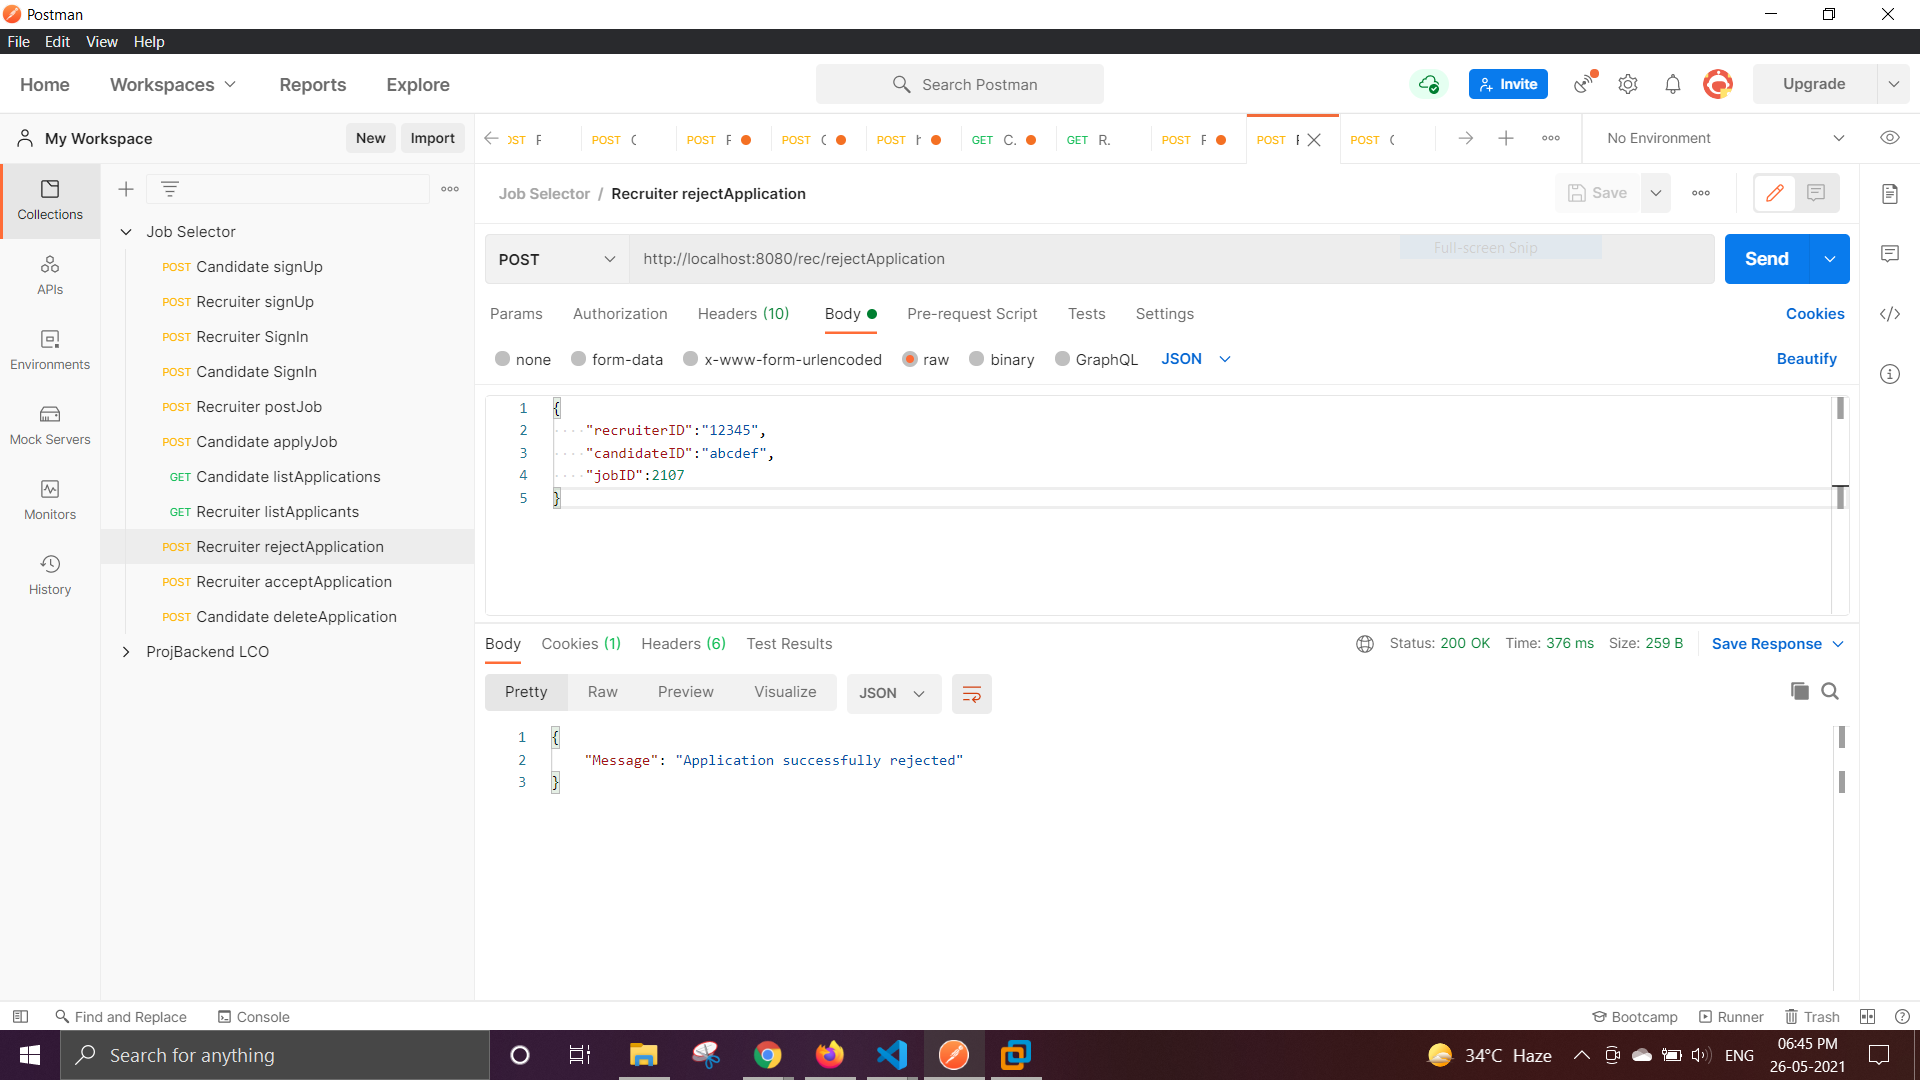 Postman
File Edit View Help
Home Workspaces Reports Explore Search Postman Invite Upgrade
My Workspace New Import
POST POST POST POST GET C. GET R. POST POST POST No Environment
Collections
APIs
Environments
Mock Servers
Monitors
History
Job Selector
POST Candidate signUp
POST Recruiter signUp
POST Recruiter SignIn
POST Candidate SignIn
POST Recruiter postJob
POST Candidate applyJob
GET Candidate listApplications
GET Recruiter listApplicants
POST Recruiter rejectApplication
POST Recruiter acceptApplication
POST Candidate deleteApplication
ProjBackend LCO
Job Selector / Recruiter rejectApplication Save
POST http://localhost:8080/rec/rejectApplication Full-screen Snip Send
Params Authorization Headers (10) Body Pre-request Script Tests Settings Cookies
none form-data x-www-form-urlencoded raw binary GraphQL JSON Beautify
1 {
2 "recruiterID":"12345",
3 "candidateID":"abcdef",
4 "jobID":2107
5 }
Body Cookies (1) Headers (6) Test Results Status: 200 OK Time: 376 ms Size: 259 B Save Response
Pretty Raw Preview Visualize JSON
1 {
2 "Message": "Application successfully rejected"
3 }
Find and Replace Console Bootcamp Runner Trash
Search for anything 34°C Haze ENG 06:45 PM
26-05-2021